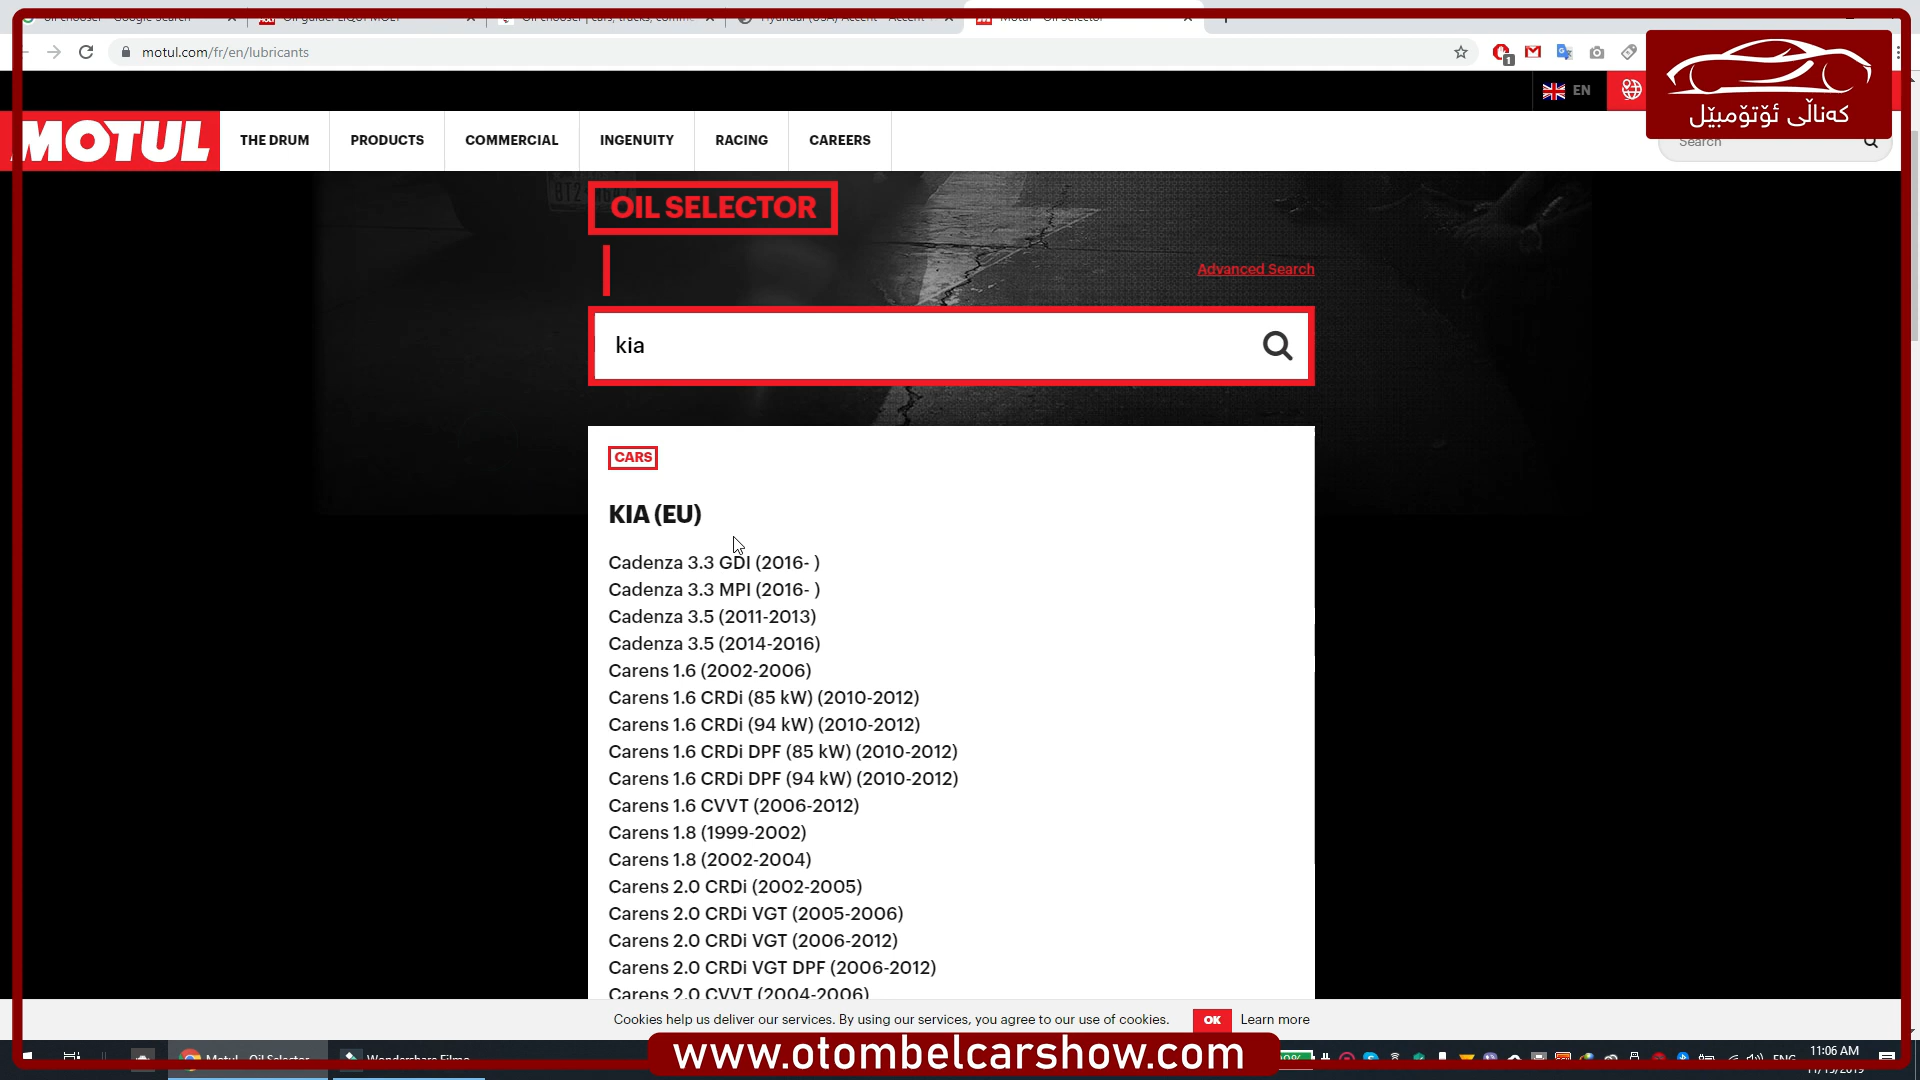 motul.com/fr/en/lubricants
EN
كەناڵی ئۆتۆمبێل
MOTUL
THE DRUM
PRODUCTS
COMMERCIAL
INGENUITY
RACING
CAREERS
Search
OIL SELECTOR
Advanced Search
kia
CARS
KIA (EU)
Cadenza 3.3 GDI (2016- )
Cadenza 3.3 MPI (2016- )
Cadenza 3.5 (2011-2013)
Cadenza 3.5 (2014-2016)
Carens 1.6 (2002-2006)
Carens 1.6 CRDi (85 kW) (2010-2012)
Carens 1.6 CRDi (94 kW) (2010-2012)
Carens 1.6 CRDi DPF (85 kW) (2010-2012)
Carens 1.6 CRDi DPF (94 kW) (2010-2012)
Carens 1.6 CVVT (2006-2012)
Carens 1.8 (1999-2002)
Carens 1.8 (2002-2004)
Carens 2.0 CRDi (2002-2005)
Carens 2.0 CRDi VGT (2005-2006)
Carens 2.0 CRDi VGT (2006-2012)
Carens 2.0 CRDi VGT DPF (2006-2012)
Carens 2.0 CVVT (2004-2006)
Cookies help us deliver our services. By using our services, you agree to our use of cookies.
OK
Learn more
www.otombelcarshow.com
11:06 AM